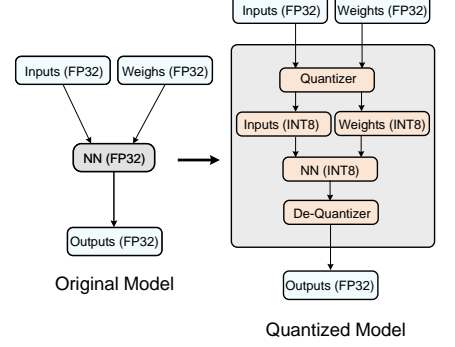 Inputs (FP32)
Weighs (FP32)
NN (FP32)
Outputs (FP32)
Original Model
Inputs (FP32)
Weights (FP32)
Quantizer
Inputs (INT8)
Weights (INT8)
NN (INT8)
De-Quantizer
Outputs (FP32)
Quantized Model